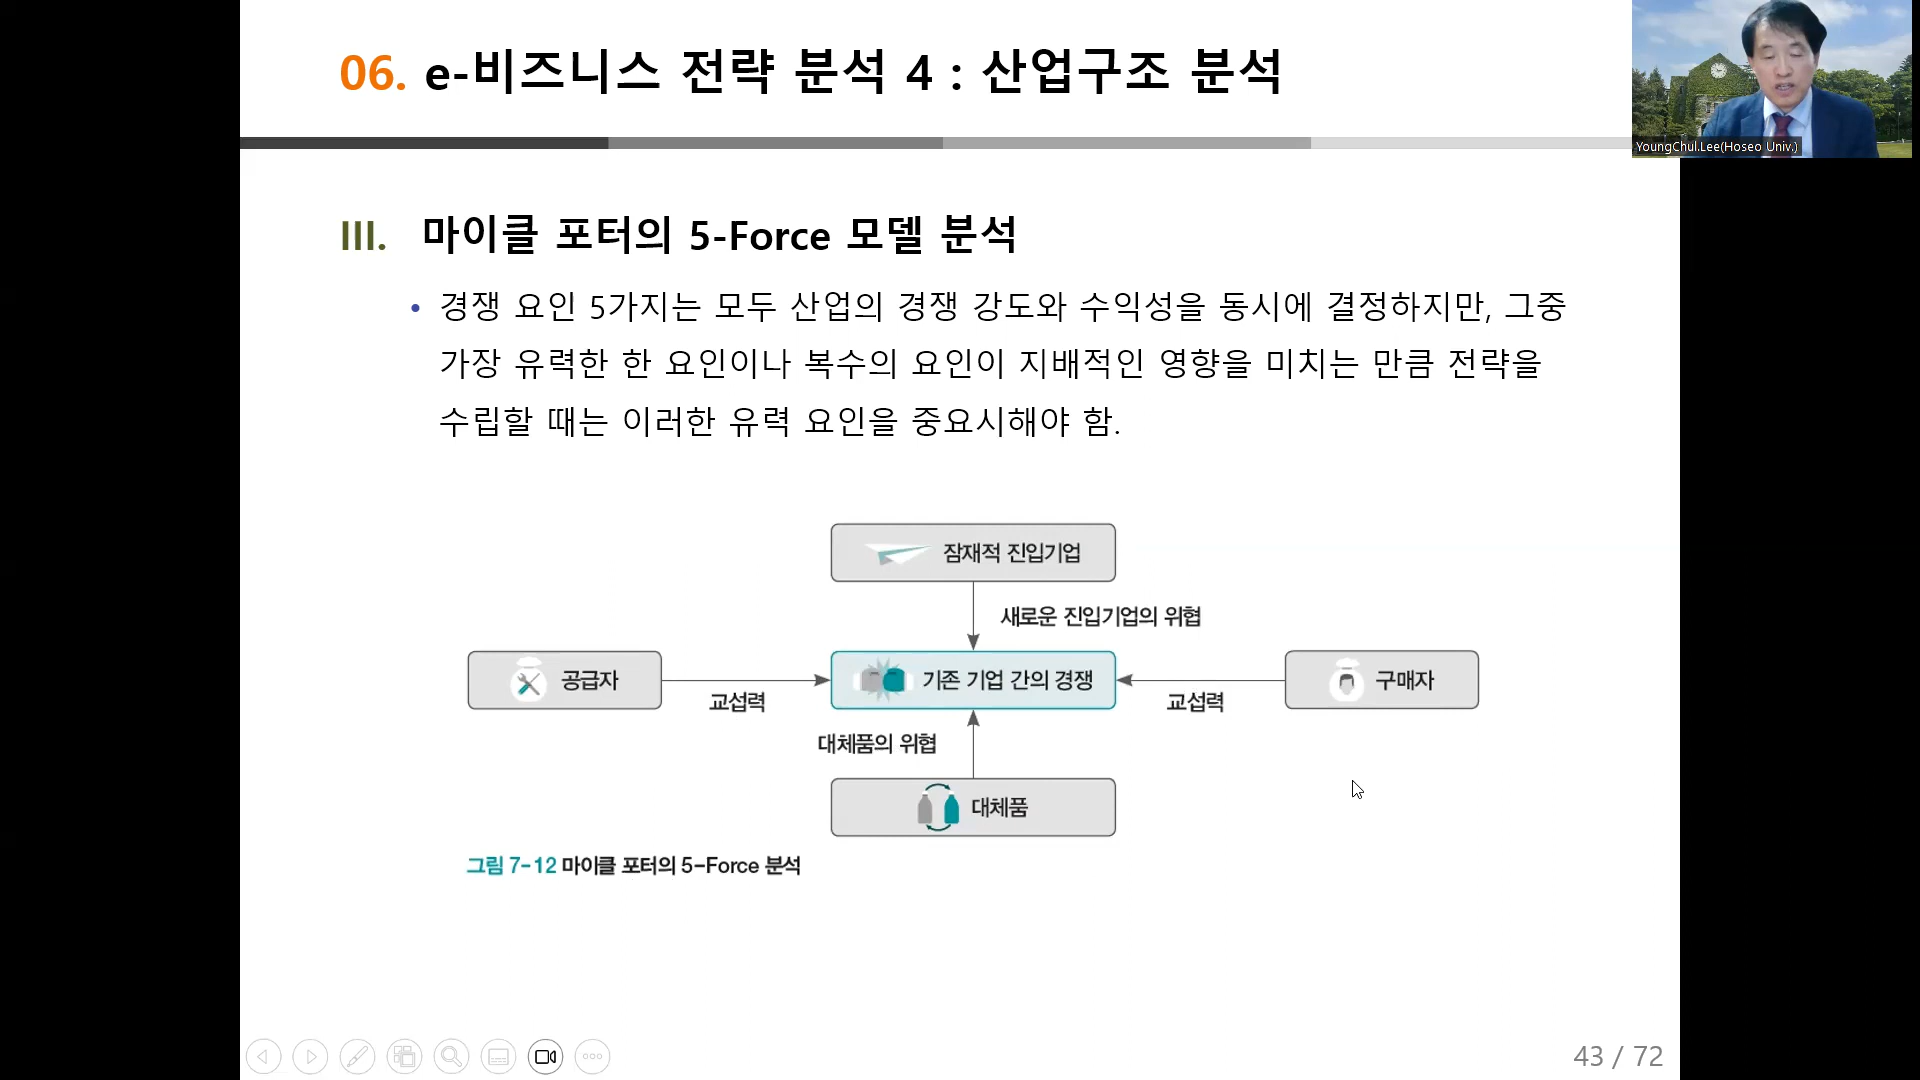 06. e-비즈니스 전략 분석 4 : 산업구조 분석
YoungChul.Lee(Hoseo Univ.)
III. 마이클 포터의 5-Force 모델 분석
• 경쟁 요인 5가지는 모두 산업의 경쟁 강도와 수익성을 동시에 결정하지만, 그중
가장 유력한 한 요인이나 복수의 요인이 지배적인 영향을 미치는 만큼 전략을
수립할 때는 이러한 유력 요인을 중요시해야 함.
잠재적 진입기업
새로운 진입기업의 위협
공급자
교섭력
기존 기업 간의 경쟁
교섭력
구매자
대체품의 위협
대체품
그림 7-12 마이클 포터의 5-Force 분석
43 / 72